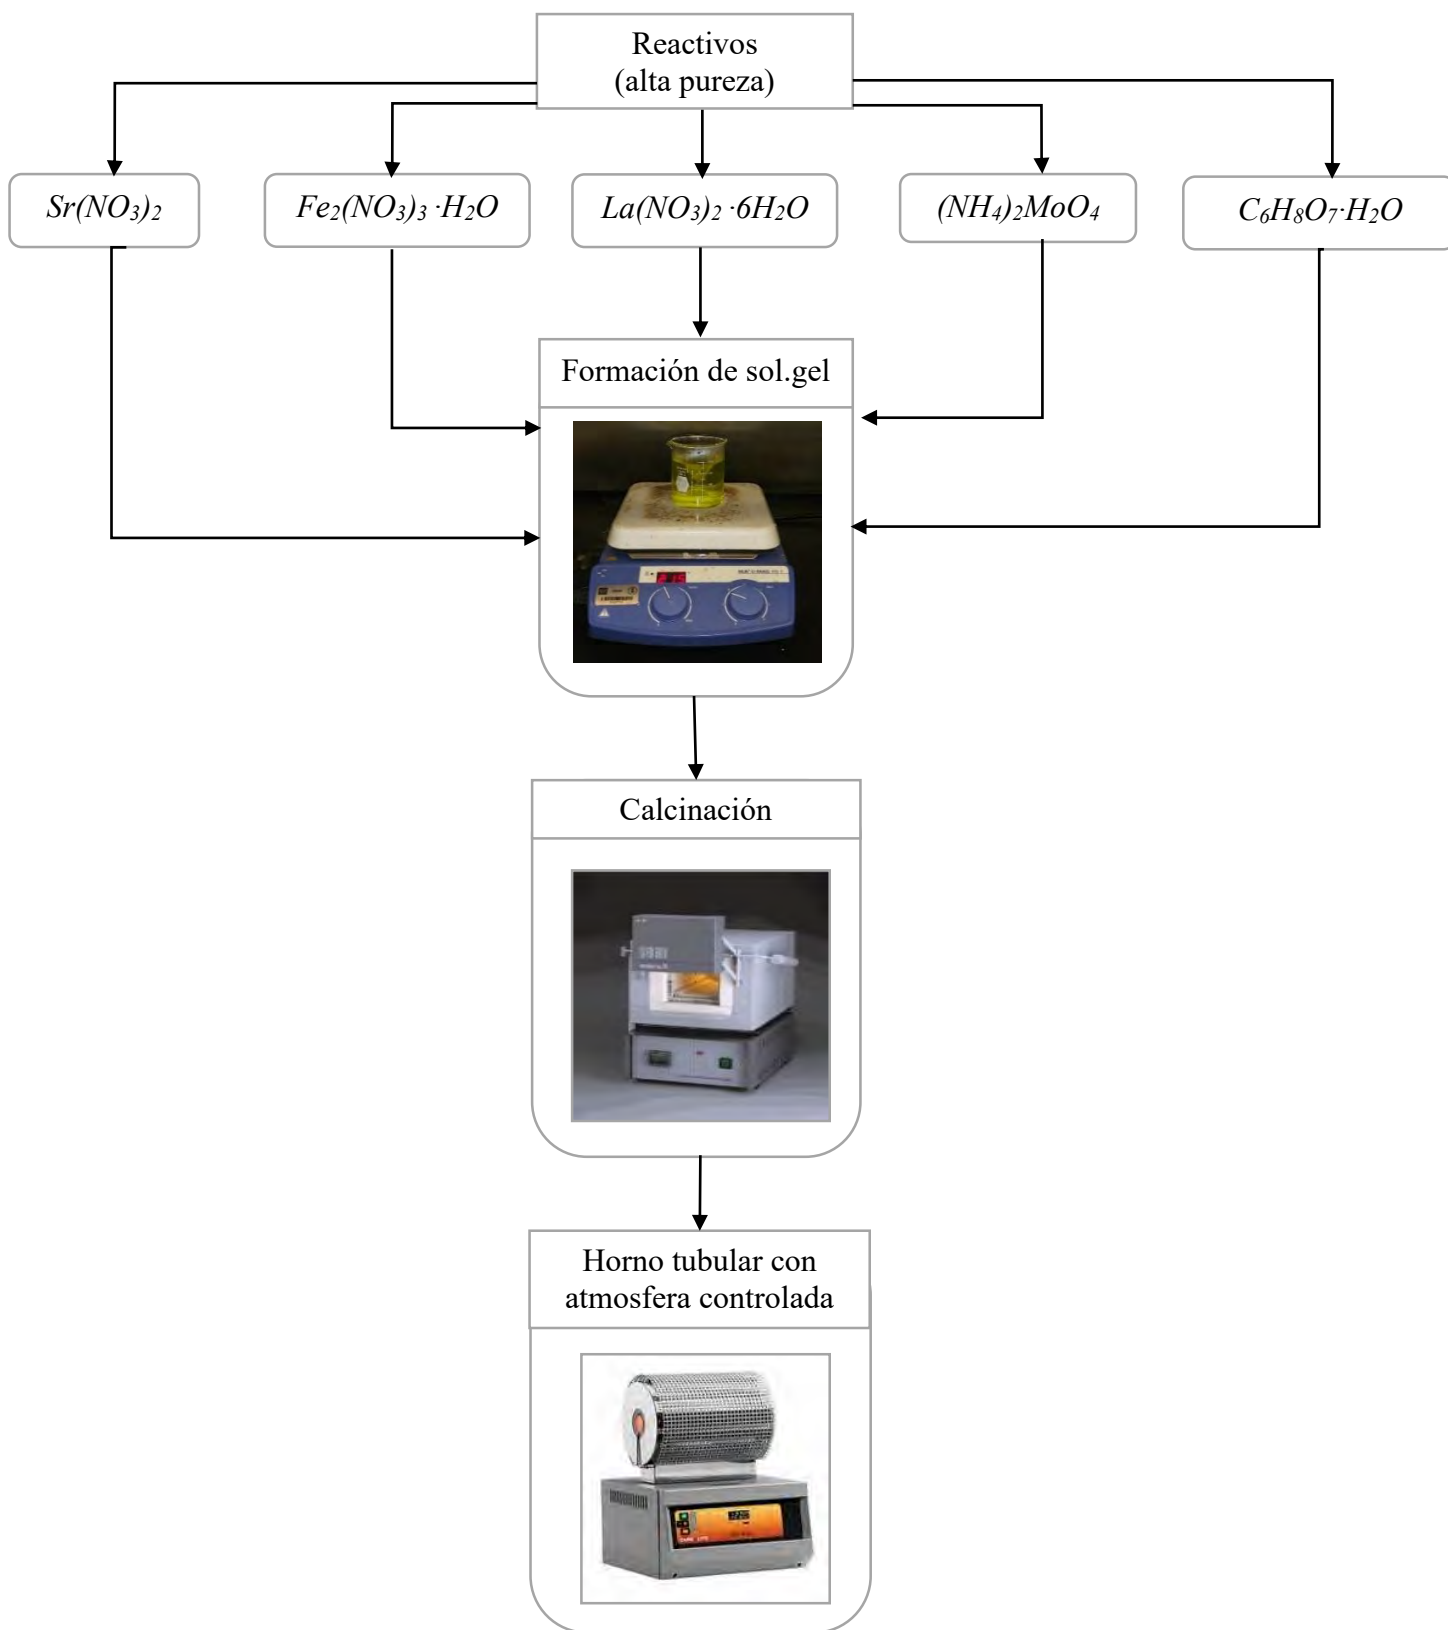 Reactivos
(alta pureza)
Sr(NO₃)₂
Fe₂(NO₃)₃·H₂O
La(NO₃)₂·6H₂O
(NH₄)₂MoO₄
C₆H₈O₇·H₂O
Formación de sol.gel
215
Calcinación
Horno tubular con
atmosfera controlada